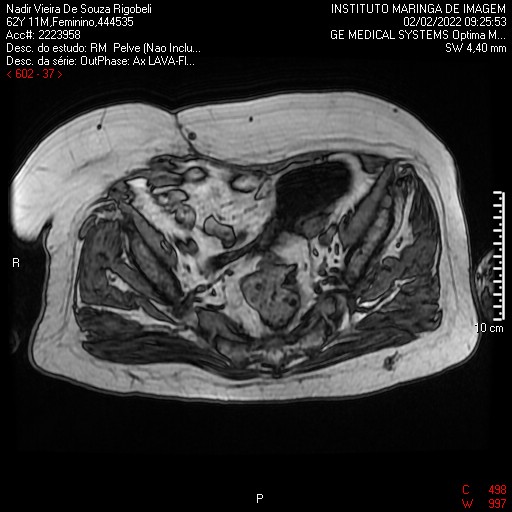 Nadir Vieira De Souza Rigobeli
62Y 11M,Feminino,444535
Acc#: 2223958
Desc. do estudo: RM Pelve (Nao Inclu...
Desc. da série: OutPhase: Ax LAVA-Fl...
< 602 - 37 >
INSTITUTO MARINGA DE IMAGEM
02/02/2022 09:25:53
GE MEDICAL SYSTEMS Optima M...
SW 4,40 mm
R
10 cm
P
C 498
W 997